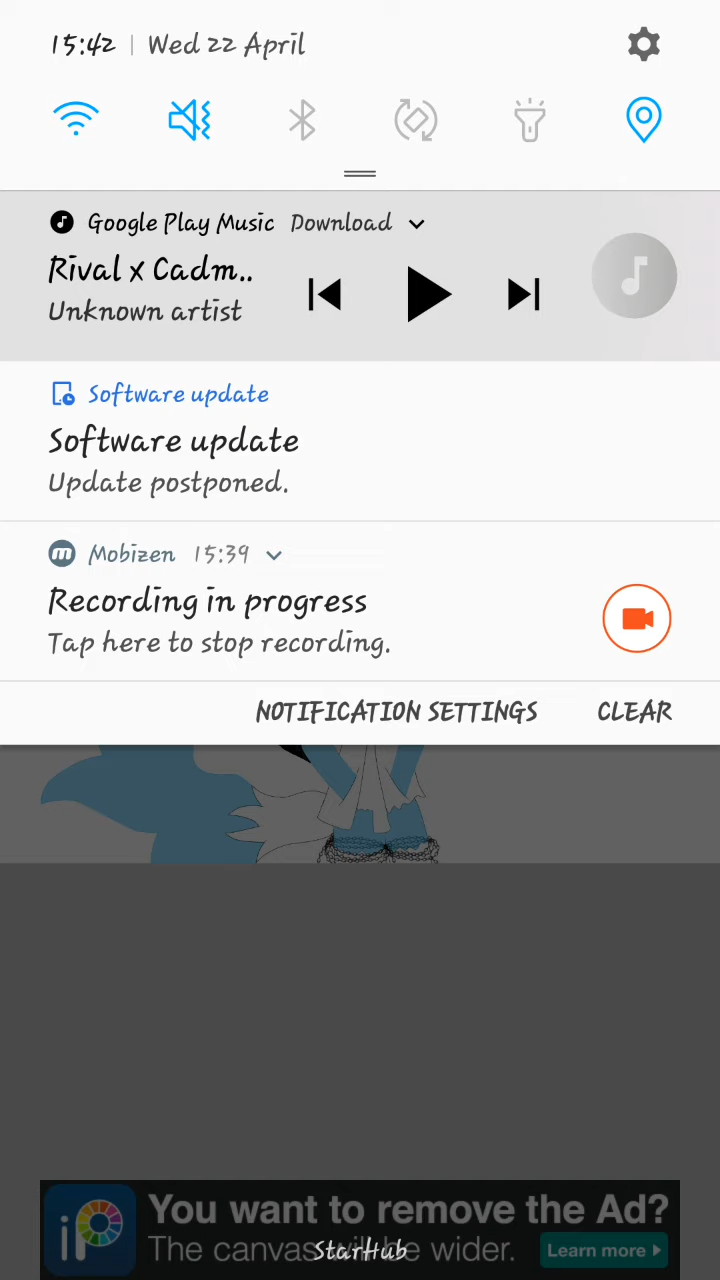 15:42 | Wed 22 April
Google Play Music Download
Rival x Cadm..
Unknown artist
Software update
Software update
Update postponed.
Mobizen 15:39
Recording in progress
Tap here to stop recording.
NOTIFICATION SETTINGS CLEAR
You want to remove the Ad?
The canvas will be wider.
Learn more
StarHub